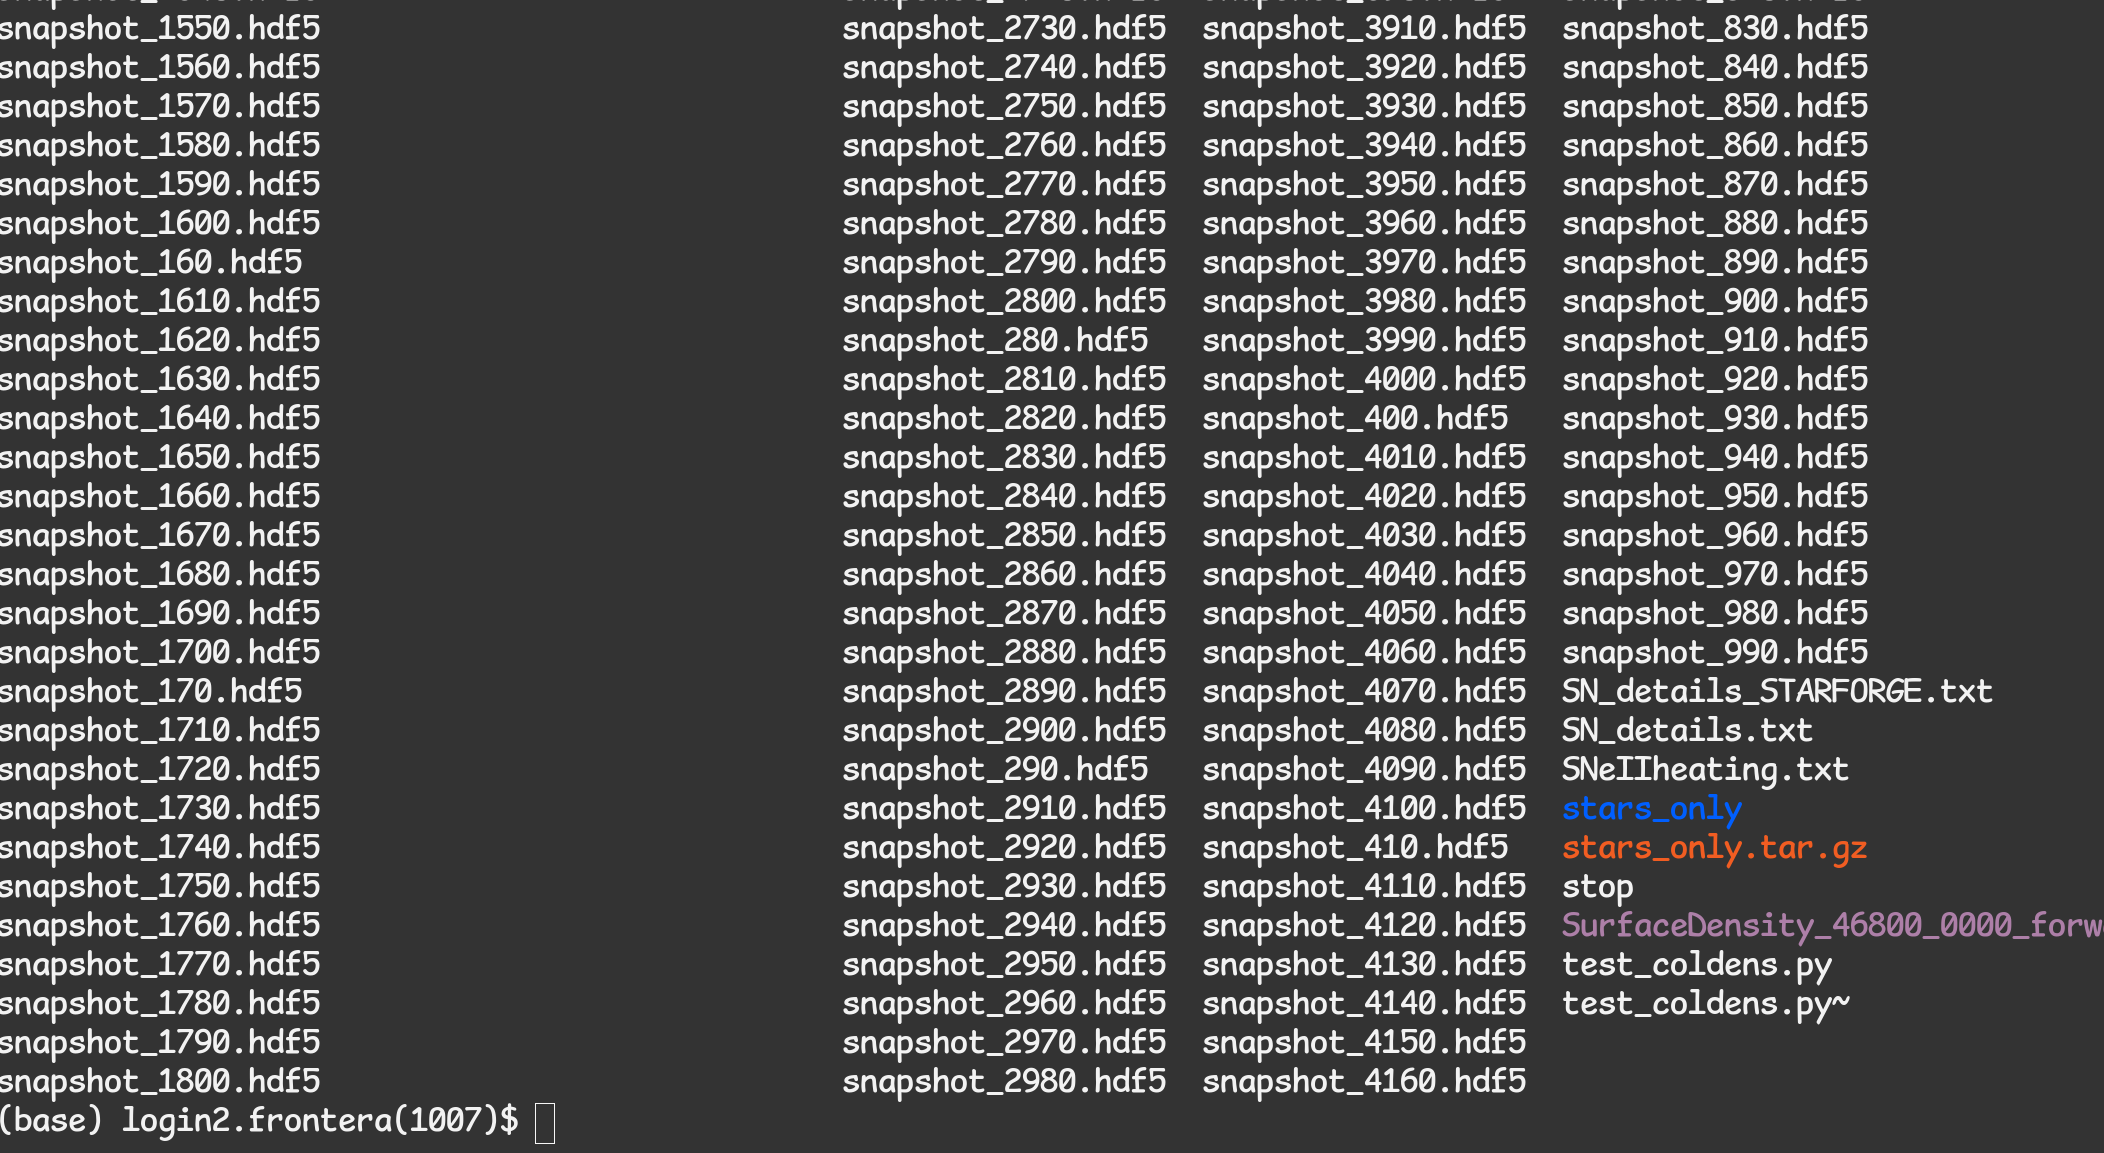 snapshot_1550.hdf5 snapshot_2730.hdf5 snapshot_3910.hdf5 snapshot_830.hdf5
snapshot_1560.hdf5 snapshot_2740.hdf5 snapshot_3920.hdf5 snapshot_840.hdf5
snapshot_1570.hdf5 snapshot_2750.hdf5 snapshot_3930.hdf5 snapshot_850.hdf5
snapshot_1580.hdf5 snapshot_2760.hdf5 snapshot_3940.hdf5 snapshot_860.hdf5
snapshot_1590.hdf5 snapshot_2770.hdf5 snapshot_3950.hdf5 snapshot_870.hdf5
snapshot_1600.hdf5 snapshot_2780.hdf5 snapshot_3960.hdf5 snapshot_880.hdf5
snapshot_160.hdf5 snapshot_2790.hdf5 snapshot_3970.hdf5 snapshot_890.hdf5
snapshot_1610.hdf5 snapshot_2800.hdf5 snapshot_3980.hdf5 snapshot_900.hdf5
snapshot_1620.hdf5 snapshot_280.hdf5 snapshot_3990.hdf5 snapshot_910.hdf5
snapshot_1630.hdf5 snapshot_2810.hdf5 snapshot_4000.hdf5 snapshot_920.hdf5
snapshot_1640.hdf5 snapshot_2820.hdf5 snapshot_400.hdf5 snapshot_930.hdf5
snapshot_1650.hdf5 snapshot_2830.hdf5 snapshot_4010.hdf5 snapshot_940.hdf5
snapshot_1660.hdf5 snapshot_2840.hdf5 snapshot_4020.hdf5 snapshot_950.hdf5
snapshot_1670.hdf5 snapshot_2850.hdf5 snapshot_4030.hdf5 snapshot_960.hdf5
snapshot_1680.hdf5 snapshot_2860.hdf5 snapshot_4040.hdf5 snapshot_970.hdf5
snapshot_1690.hdf5 snapshot_2870.hdf5 snapshot_4050.hdf5 snapshot_980.hdf5
snapshot_1700.hdf5 snapshot_2880.hdf5 snapshot_4060.hdf5 snapshot_990.hdf5
snapshot_170.hdf5 snapshot_2890.hdf5 snapshot_4070.hdf5 SN_details_STARFORGE.txt
snapshot_1710.hdf5 snapshot_2900.hdf5 snapshot_4080.hdf5 SN_details.txt
snapshot_1720.hdf5 snapshot_290.hdf5 snapshot_4090.hdf5 SNeIIheating.txt
snapshot_1730.hdf5 snapshot_2910.hdf5 snapshot_4100.hdf5 stars_only
snapshot_1740.hdf5 snapshot_2920.hdf5 snapshot_410.hdf5 stars_only.tar.gz
snapshot_1750.hdf5 snapshot_2930.hdf5 snapshot_4110.hdf5 stop
snapshot_1760.hdf5 snapshot_2940.hdf5 snapshot_4120.hdf5 SurfaceDensity_46800_0000_forw
snapshot_1770.hdf5 snapshot_2950.hdf5 snapshot_4130.hdf5 test_coldens.py
snapshot_1780.hdf5 snapshot_2960.hdf5 snapshot_4140.hdf5 test_coldens.py~
snapshot_1790.hdf5 snapshot_2970.hdf5 snapshot_4150.hdf5
snapshot_1800.hdf5 snapshot_2980.hdf5 snapshot_4160.hdf5
(base) login2.frontera(1007)$